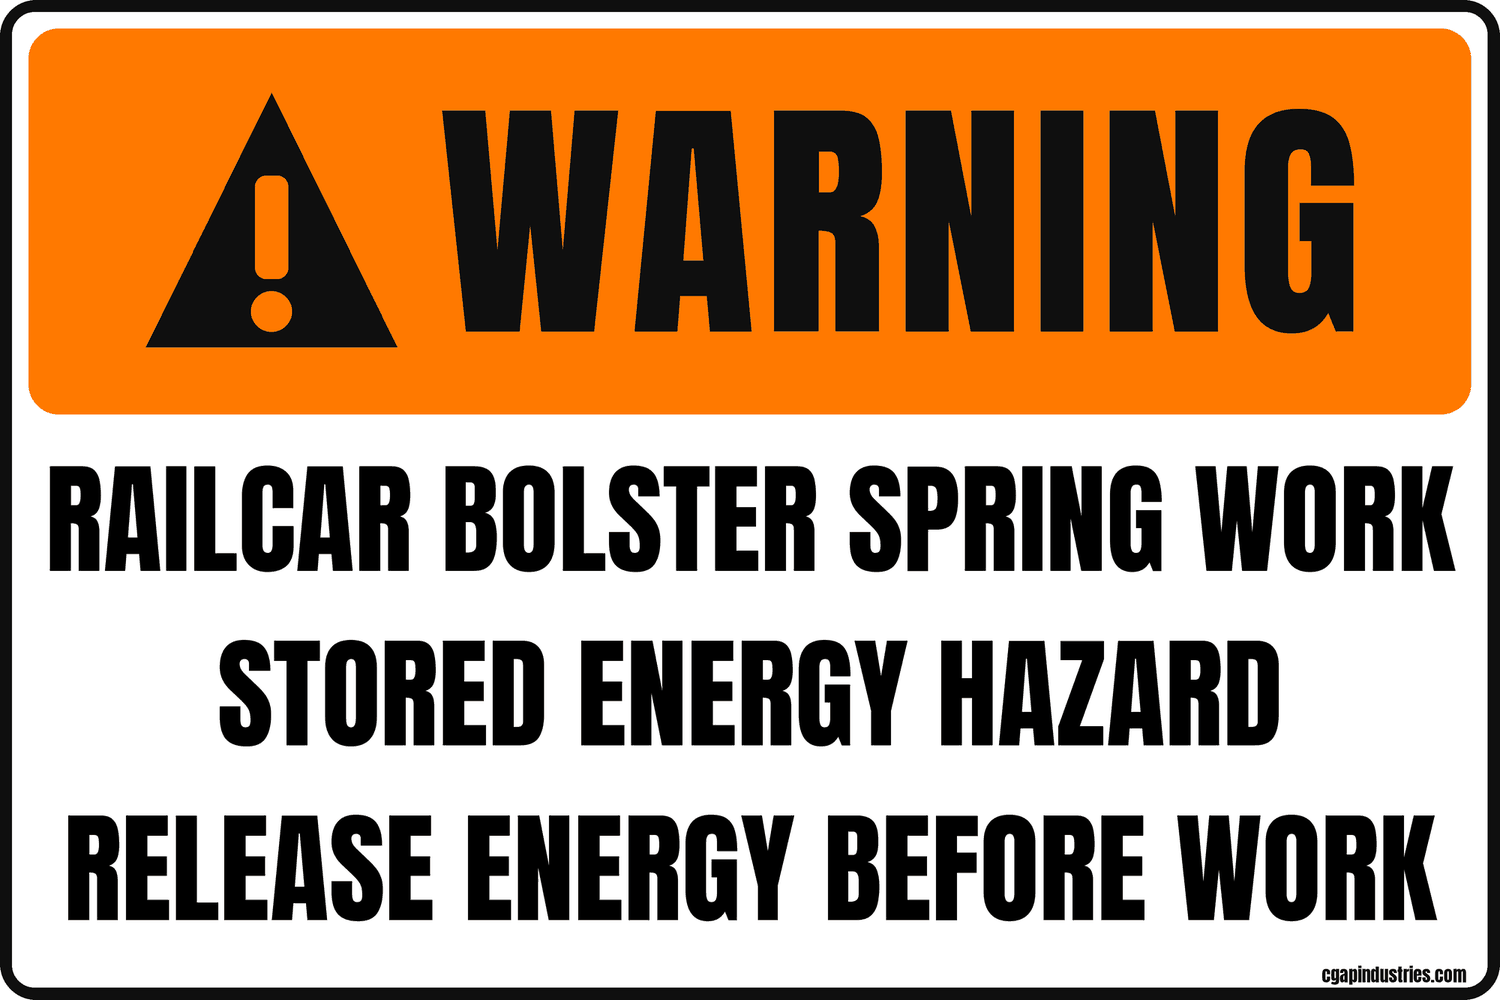 WARNING
RAILCAR BOLSTER SPRING WORK
STORED ENERGY HAZARD
RELEASE ENERGY BEFORE WORK
cgapindustries.com